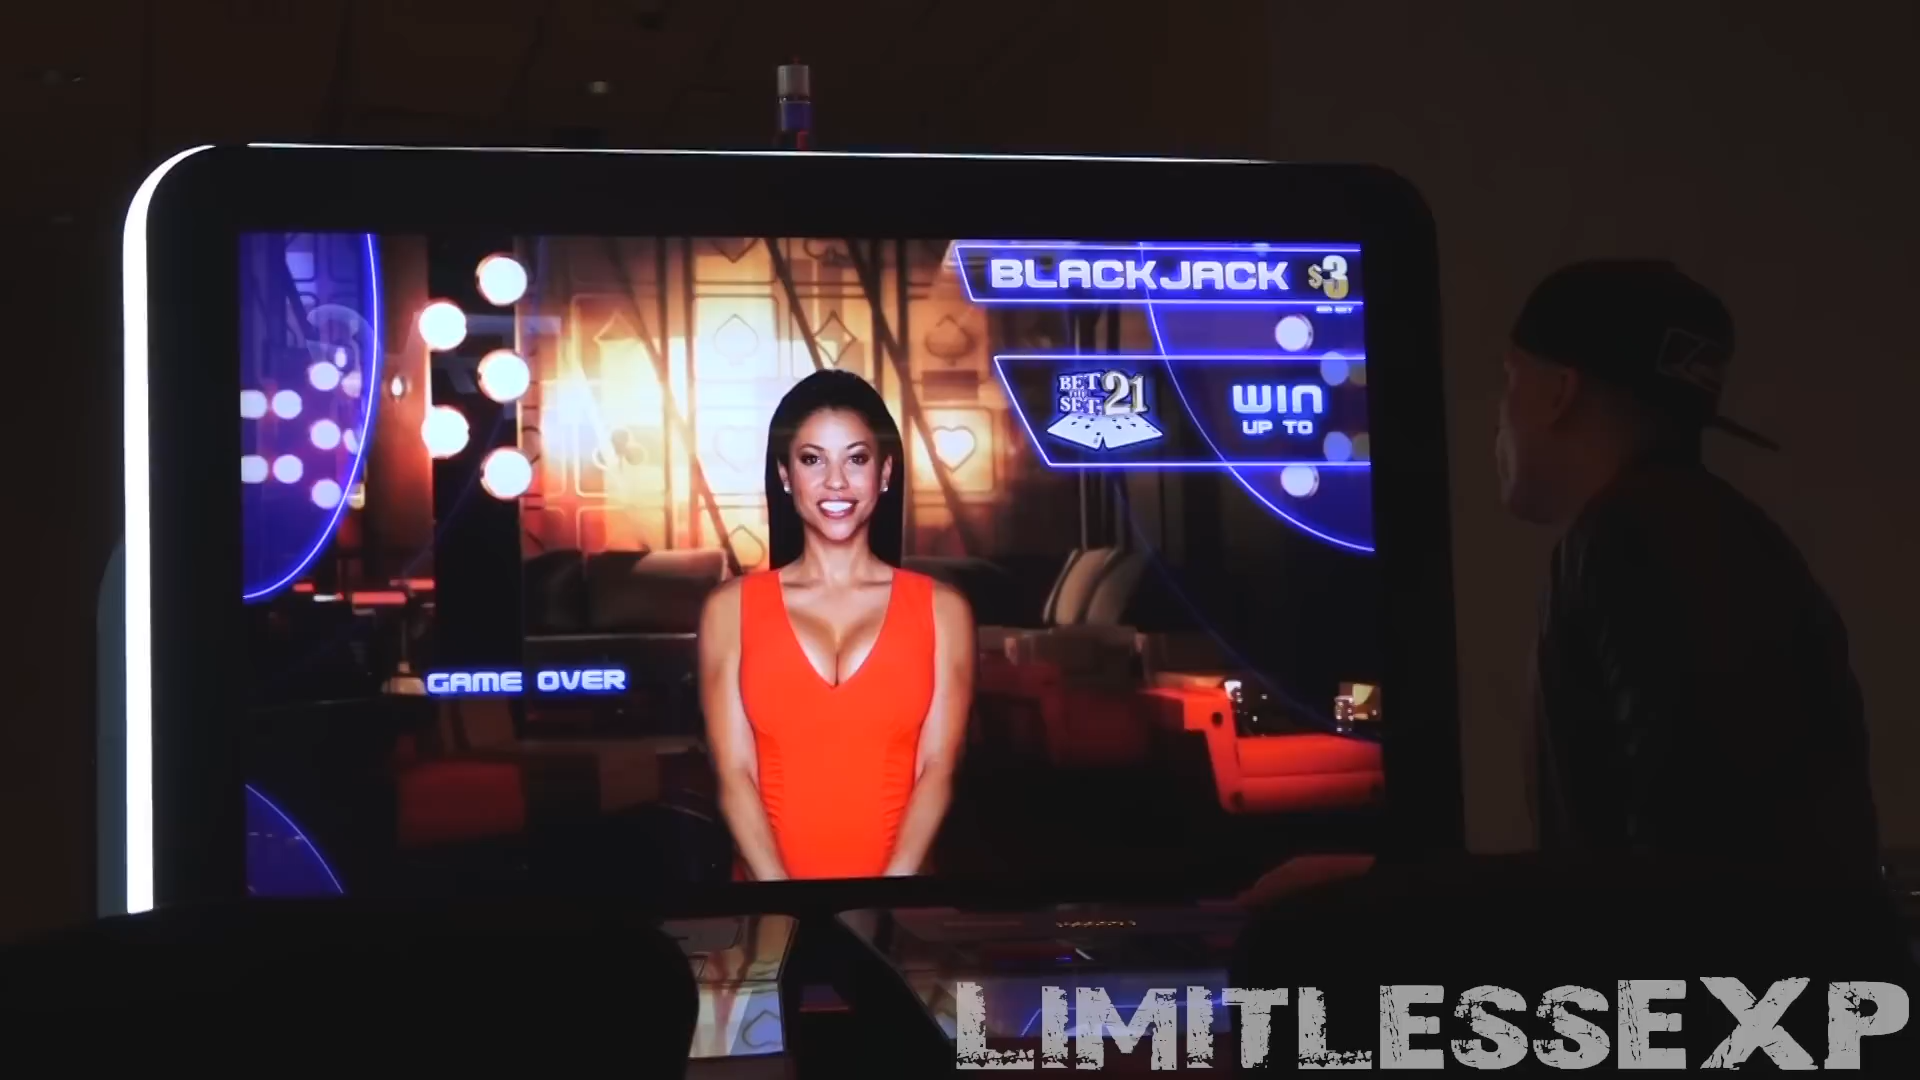 BLACKJACK $3
BET
THE
SET 21
WIN
UP TO
GAME OVER
LIMITLESSEXP